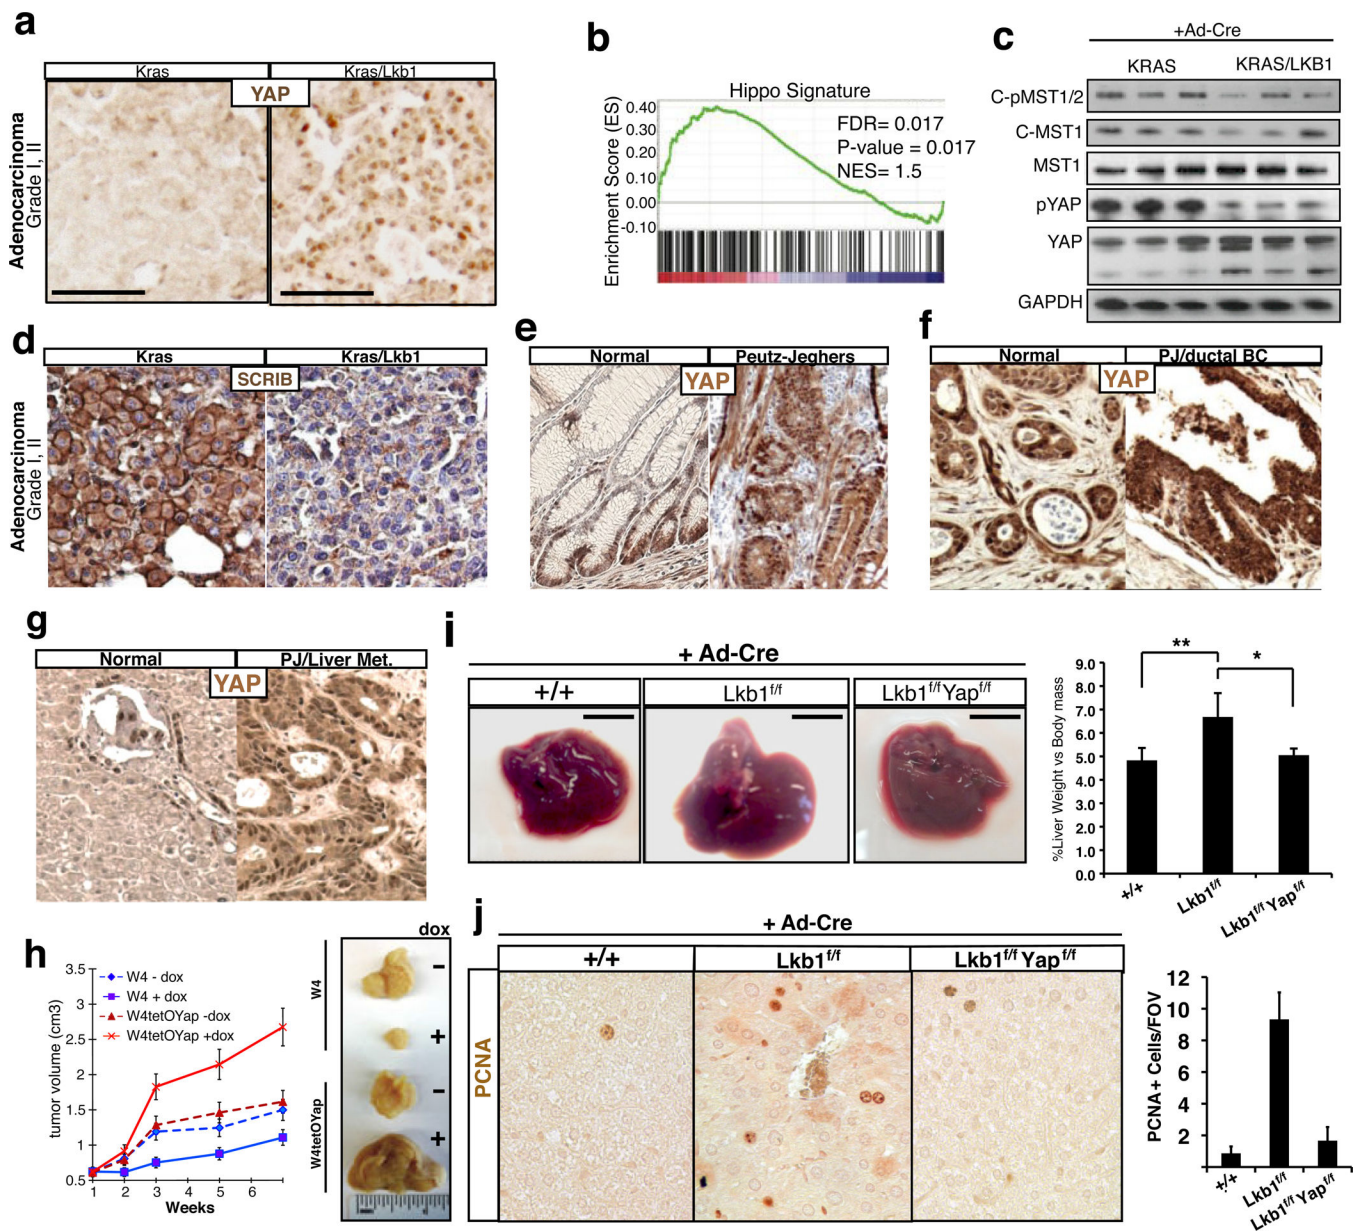 a
Kras
Kras/Lkb1
YAP
Adenocarcinoma
Grade I, II
b
Hippo Signature
Enrichment Score (ES)
0.40
0.30
0.20
0.10
0.00
-0.10
FDR= 0.017
P-value = 0.017
NES= 1.5
c
+Ad-Cre
KRAS
KRAS/LKB1
C-pMST1/2
C-MST1
MST1
pYAP
YAP
GAPDH
d
Kras
Kras/Lkb1
SCRIB
Adenocarcinoma
Grade I, II
e
Normal
Peutz-Jeghers
YAP
f
Normal
PJ/ductal BC
YAP
g
Normal
PJ/Liver Met.
YAP
i
+ Ad-Cre
+/+
Lkb1f/f
Lkb1f/fYapf/f
%Liver Weight vs Body mass
9.0
8.0
7.0
6.0
5.0
4.0
3.0
2.0
1.0
0.0
**
*
+/+
Lkb1f/f
Lkb1f/f Yapf/f
h
tumor volume (cm3)
3.5
3
2.5
2
1.5
1
0.5
W4 - dox
W4 + dox
W4tetOYap -dox
W4tetOYap +dox
1 2 3 4 5 6
Weeks
dox
W4
-
+
W4tetOYap
-
+
j
+ Ad-Cre
+/+
Lkb1f/f
Lkb1f/f Yapf/f
PCNA
PCNA+ Cells/FOV
12
10
8
6
4
2
+/+
Lkb1f/f
Lkb1f/f Yapf/f